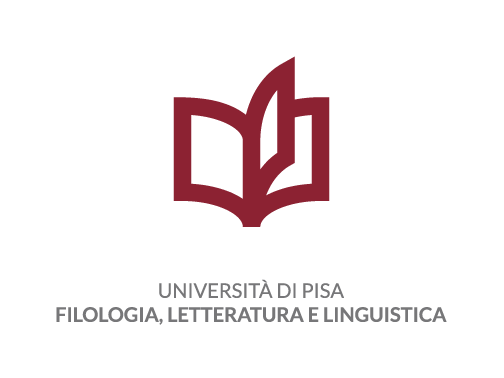 UNIVERSITÀ DI PISA
FILOLOGIA, LETTERATURA E LINGUISTICA